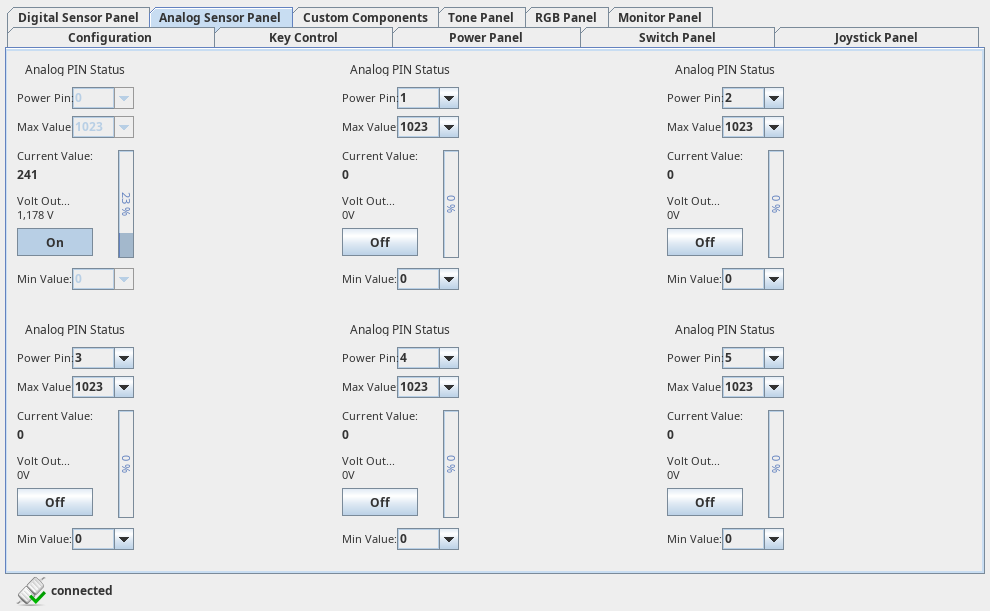 Digital Sensor Panel Analog Sensor Panel Custom Components Tone Panel RGB Panel Monitor Panel
Configuration Key Control Power Panel Switch Panel Joystick Panel
Analog PIN Status Analog PIN Status Analog PIN Status
Power Pin: 0 Power Pin: 1 Power Pin: 2
Max Value 1023 Max Value 1023 Max Value 1023
Current Value: Current Value: Current Value:
241 0 0
23 % 0 % 0 %
Volt Out... Volt Out... Volt Out...
1,178 V 0V 0V
On Off Off
Min Value: 0 Min Value: 0 Min Value: 0
Analog PIN Status Analog PIN Status Analog PIN Status
Power Pin: 3 Power Pin: 4 Power Pin: 5
Max Value 1023 Max Value 1023 Max Value 1023
Current Value: Current Value: Current Value:
0 0 0
0 % 0 % 0 %
Volt Out... Volt Out... Volt Out...
0V 0V 0V
Off Off Off
Min Value: 0 Min Value: 0 Min Value: 0
connected